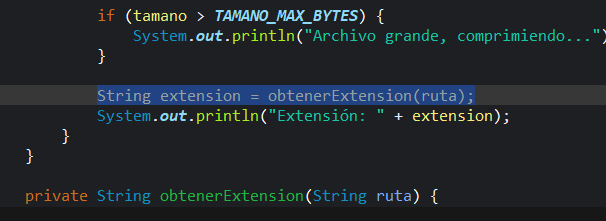 if (tamano > TAMANO_MAX_BYTES) {
System.out.println("Archivo grande, comprimiendo...")
}
String extension = obtenerExtension(ruta);
System.out.println("Extensión: " + extension);
}
}
private String obtenerExtension(String ruta) {